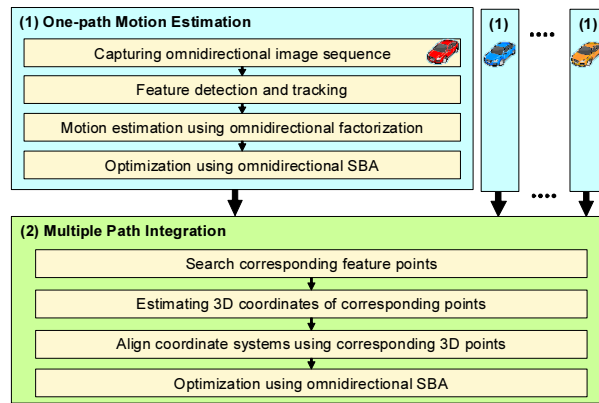 (1) One-path Motion Estimation
Capturing omnidirectional image sequence
Feature detection and tracking
Motion estimation using omnidirectional factorization
Optimization using omnidirectional SBA
(1)
....
(1)
....
(2) Multiple Path Integration
Search corresponding feature points
Estimating 3D coordinates of corresponding points
Align coordinate systems using corresponding 3D points
Optimization using omnidirectional SBA